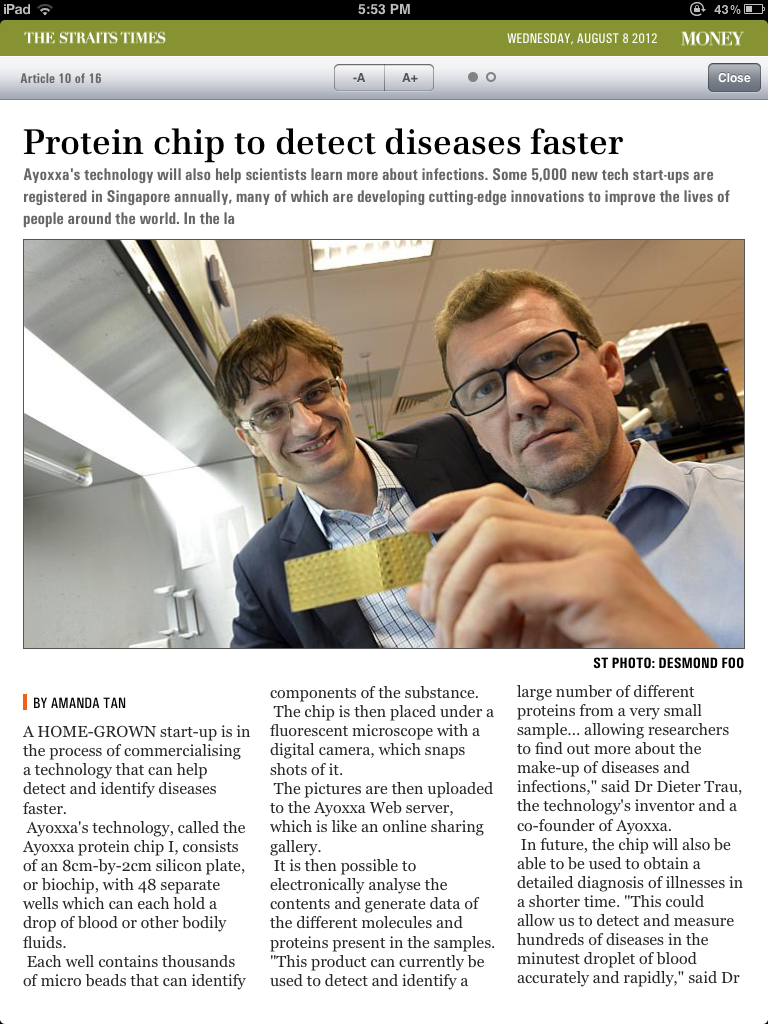 iPad 5:53 PM 43%
THE STRAITS TIMES WEDNESDAY, AUGUST 8 2012 MONEY
Article 10 of 16 -A A+ Close
Protein chip to detect diseases faster
Ayoxxa's technology will also help scientists learn more about infections. Some 5,000 new tech start-ups are
registered in Singapore annually, many of which are developing cutting-edge innovations to improve the lives of
people around the world. In the la
ST PHOTO: DESMOND FOO
BY AMANDA TAN
A HOME-GROWN start-up is in
the process of commercialising
a technology that can help
detect and identify diseases
faster.
Ayoxxa's technology, called the
Ayoxxa protein chip I, consists
of an 8cm-by-2cm silicon plate,
or biochip, with 48 separate
wells which can each hold a
drop of blood or other bodily
fluids.
Each well contains thousands
of micro beads that can identify
components of the substance.
The chip is then placed under a
fluorescent microscope with a
digital camera, which snaps
shots of it.
The pictures are then uploaded
to the Ayoxxa Web server,
which is like an online sharing
gallery.
It is then possible to
electronically analyse the
contents and generate data of
the different molecules and
proteins present in the samples.
"This product can currently be
used to detect and identify a
large number of different
proteins from a very small
sample... allowing researchers
to find out more about the
make-up of diseases and
infections," said Dr Dieter Trau,
the technology's inventor and a
co-founder of Ayoxxa.
In future, the chip will also be
able to be used to obtain a
detailed diagnosis of illnesses in
a shorter time. "This could
allow us to detect and measure
hundreds of diseases in the
minutest droplet of blood
accurately and rapidly," said Dr